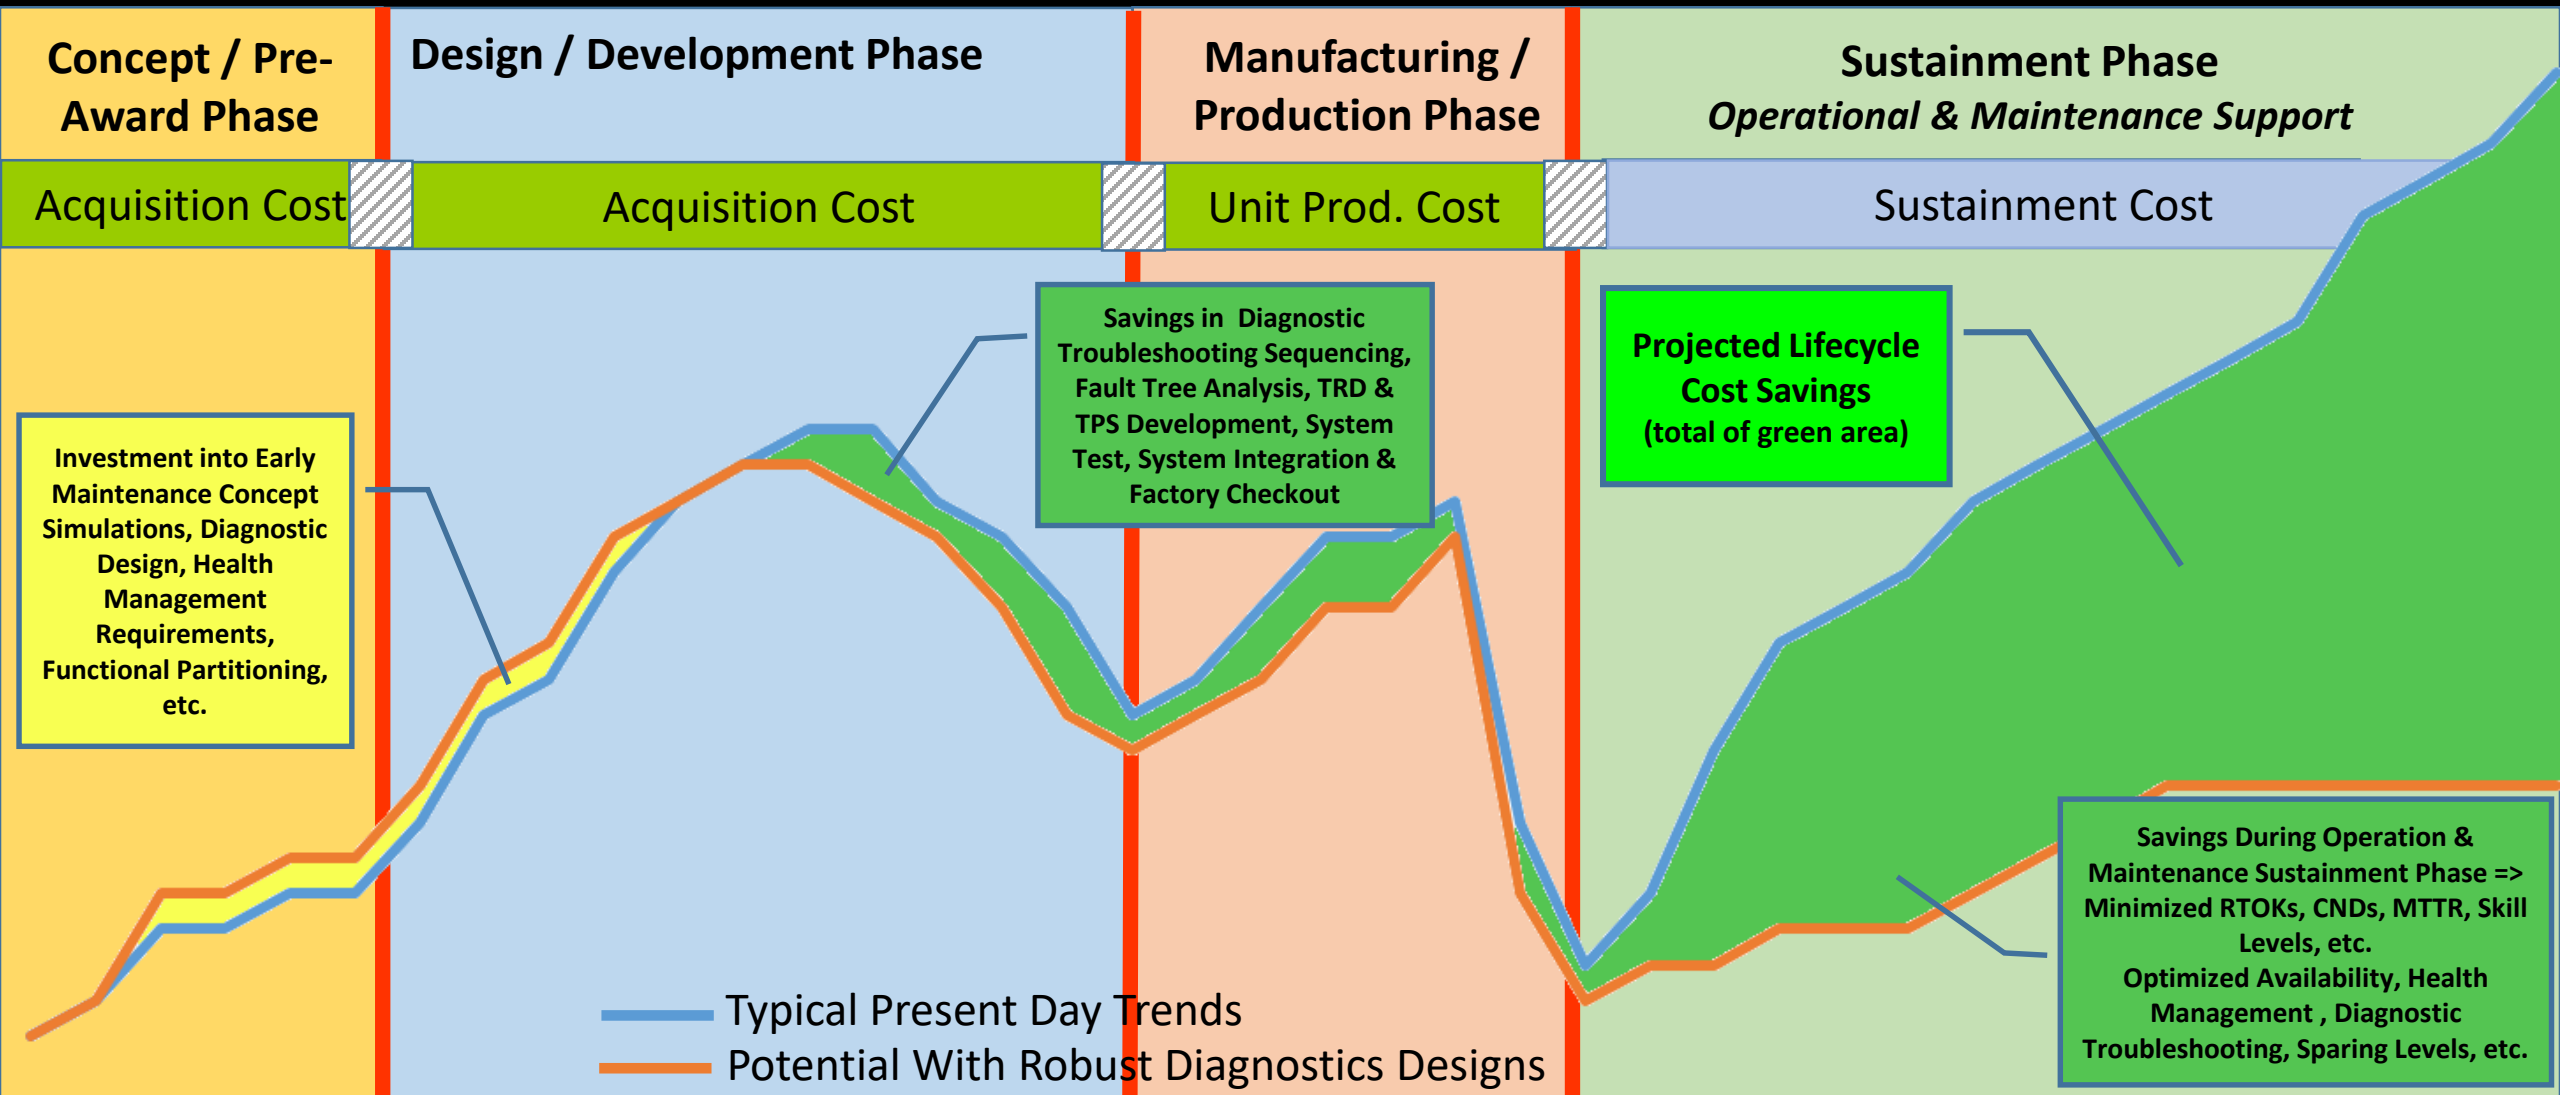 Concept / Pre-
Award Phase
Design / Development Phase
Manufacturing /
Production Phase
Sustainment Phase
Operational & Maintenance Support
Acquisition Cost
Acquisition Cost
Unit Prod. Cost
Sustainment Cost
Investment into Early
Maintenance Concept
Simulations, Diagnostic
Design, Health
Management
Requirements,
Functional Partitioning,
etc.
Savings in  Diagnostic
Troubleshooting Sequencing,
Fault Tree Analysis, TRD &
TPS Development, System
Test, System Integration &
Factory Checkout
Projected Lifecycle
Cost Savings
(total of green area)
Savings During Operation &
Maintenance Sustainment Phase =>
Minimized RTOKs, CNDs, MTTR, Skill
Levels, etc.
Optimized Availability, Health
Management , Diagnostic
Troubleshooting, Sparing Levels, etc.
Typical Present Day Trends
Potential With Robust Diagnostics Designs